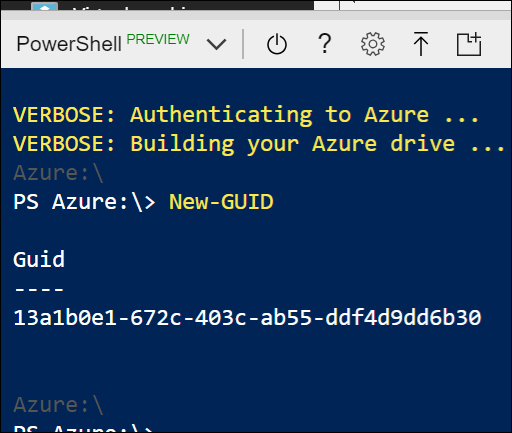 PowerShell PREVIEW
VERBOSE: Authenticating to Azure ...
VERBOSE: Building your Azure drive ...
Azure:\
PS Azure:\> New-GUID
Guid
----
13a1b0e1-672c-403c-ab55-ddf4d9dd6b30
Azure:\
PS Azure:\>